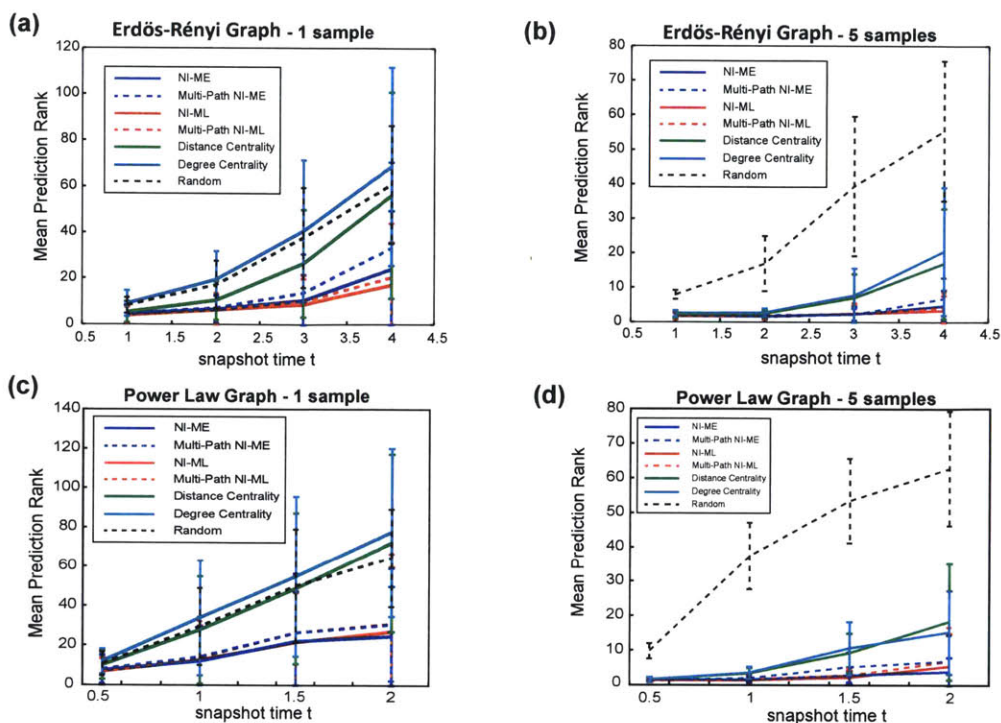 (a)
Erdös-Rényi Graph - 1 sample
120
100
80
60
40
20
0
Mean Prediction Rank
NI-ME
Multi-Path NI-ME
NI-ML
Multi-Path NI-ML
Distance Centrality
Degree Centrality
Random
0.5 1 1.5 2 2.5 3 3.5 4 4.5
snapshot time t
(b)
Erdös-Rényi Graph - 5 samples
80
70
60
50
40
30
20
10
0
Mean Prediction Rank
NI-ME
Multi-Path NI-ME
NI-ML
Multi-Path NI-ML
Distance Centrality
Degree Centrality
Random
0.5 1 1.5 2 2.5 3 3.5 4 4.5
snapshot time t
(c)
Power Law Graph - 1 sample
140
120
100
80
60
40
20
0
Mean Prediction Rank
NI-ME
Multi-Path NI-ME
NI-ML
Multi-Path NI-ML
Distance Centrality
Degree Centrality
Random
0.5 1 1.5 2
snapshot time t
(d)
Power Law Graph - 5 samples
80
70
60
50
40
30
20
10
0
Mean Prediction Rank
NI-ME
Multi-Path NI-ME
NI-ML
Multi-Path NI-ML
Distance Centrality
Degree Centrality
Random
0.5 1 1.5 2
snapshot time t